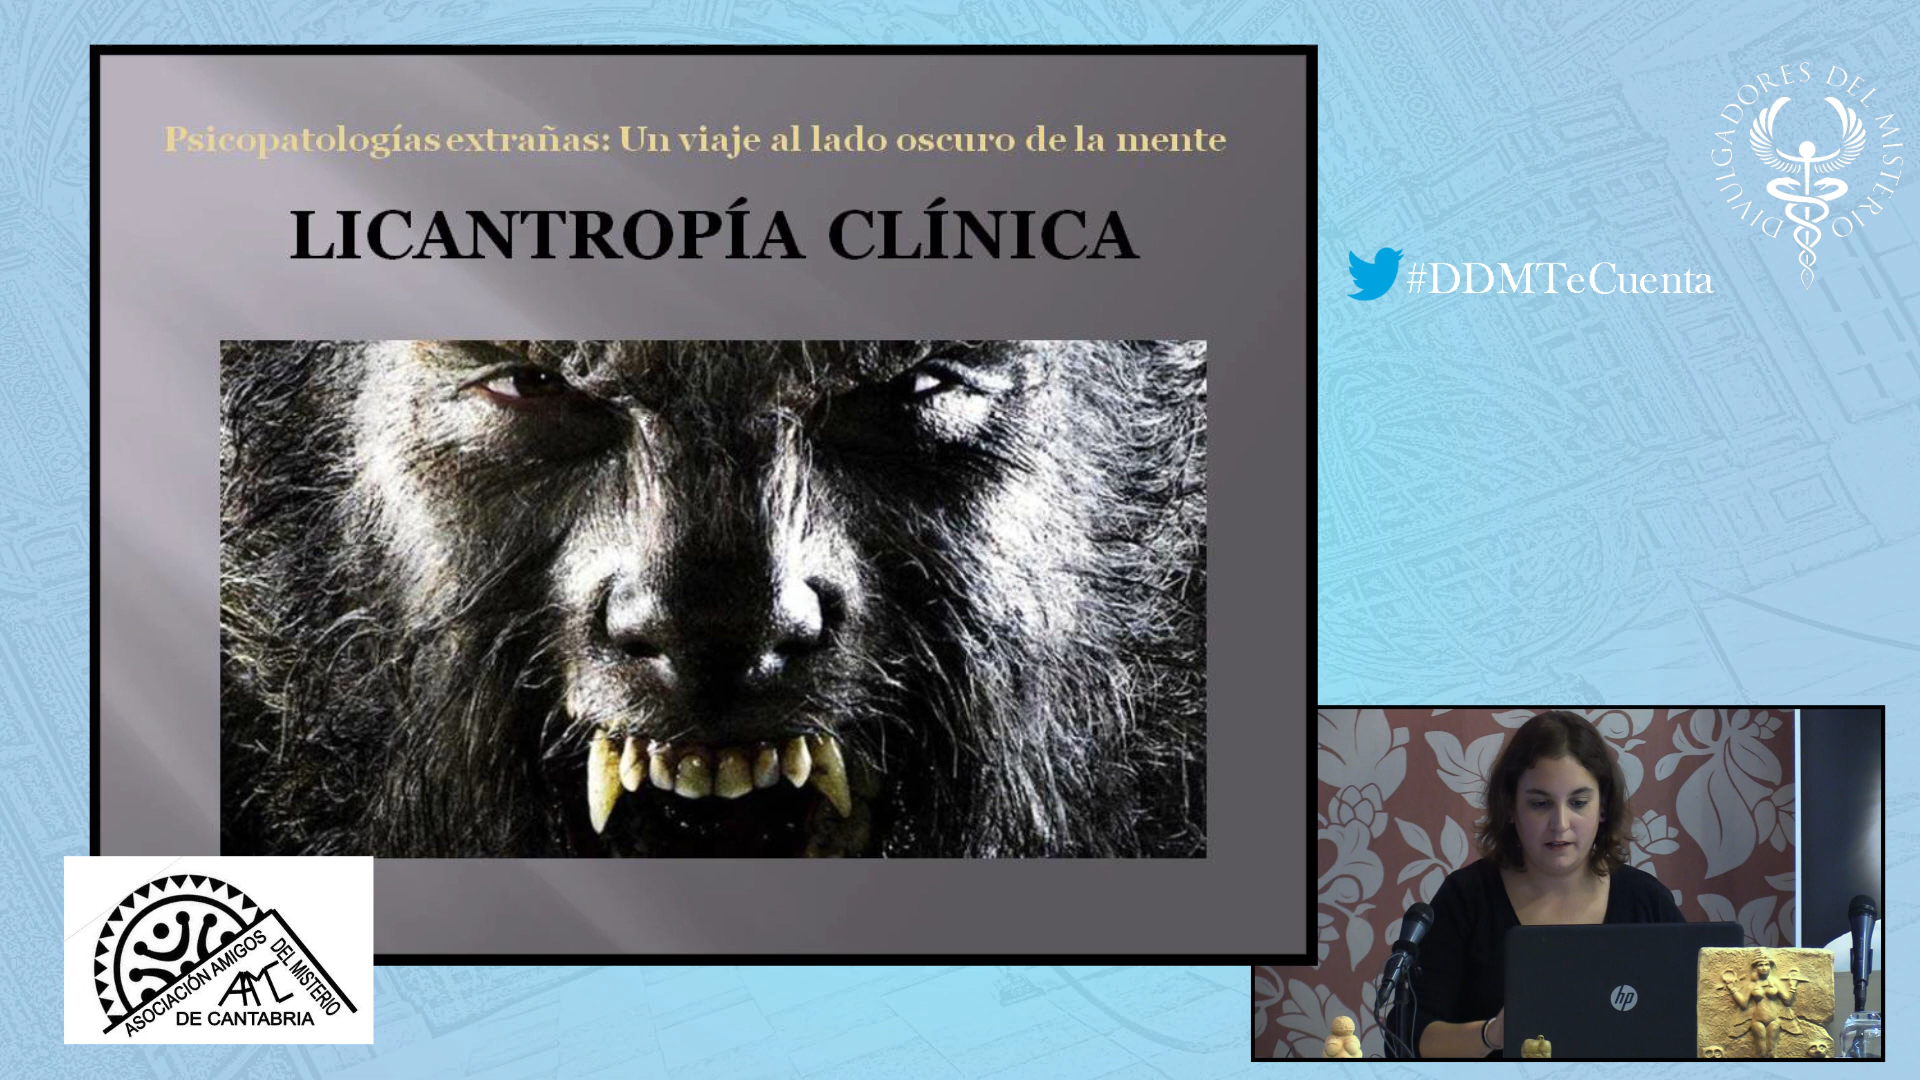 Psicopatologías extrañas: Un viaje al lado oscuro de la mente
LICANTROPÍA CLÍNICA
DIVULGADORES DEL MISTERIO
#DDMTeCuenta
ASOCIACIÓN AMIGOS
DEL MISTERIO
AMC
DE CANTABRIA
hp